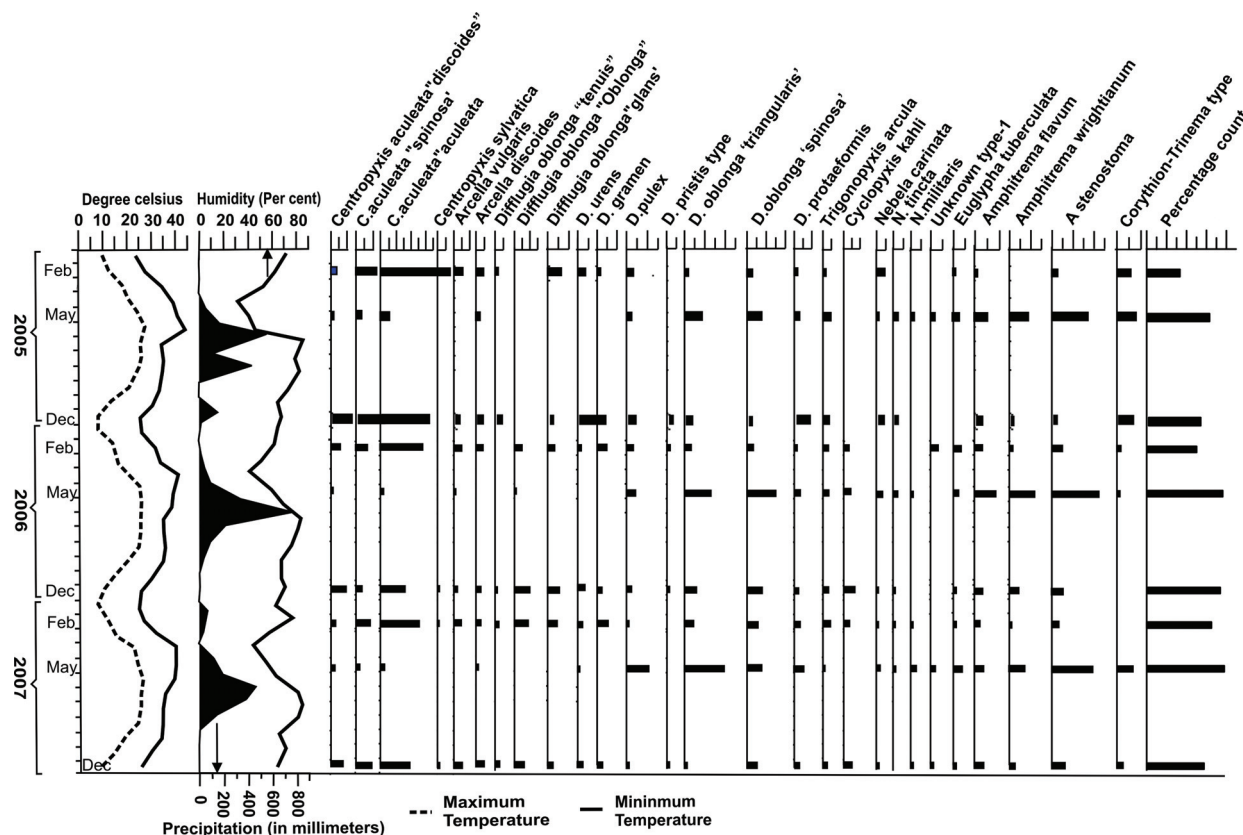 Centropyxis aculeata"discoides"
C.aculeata "spinosa'
C.aculeata"aculeata
Centropyxis sylvatica
Arcella vulgaris
Arcella discoides
Difflugia oblonga "tenuis"
Difflugia oblonga "Oblonga"
Difflugia oblonga"glans'
D. urens
D. gramen
D.pulex
D. pristis type
D. oblonga 'triangularis'
D.oblonga 'spinosa'
D. protaeformis
Trigonopyxis arcula
Cyclopyxis kahli
Nebela carinata
N. tincta
N militaris
Unknown type-1
Euglypha tuberculata
Amphitrema flavum
Amphitrema wrightianum
A stenostoma
Corythion-Trinema type
Percentage count
Degree celsius Humidity (Per cent)
0 10 20 30 40 0 20 40 60 80
Feb
May
2005
Dec
Feb
May
2006
Dec
Feb
May
2007
Dec
0 200 400 600 800
Precipitation (in millimeters)
Maximum Temperature
Mininmum Temperature